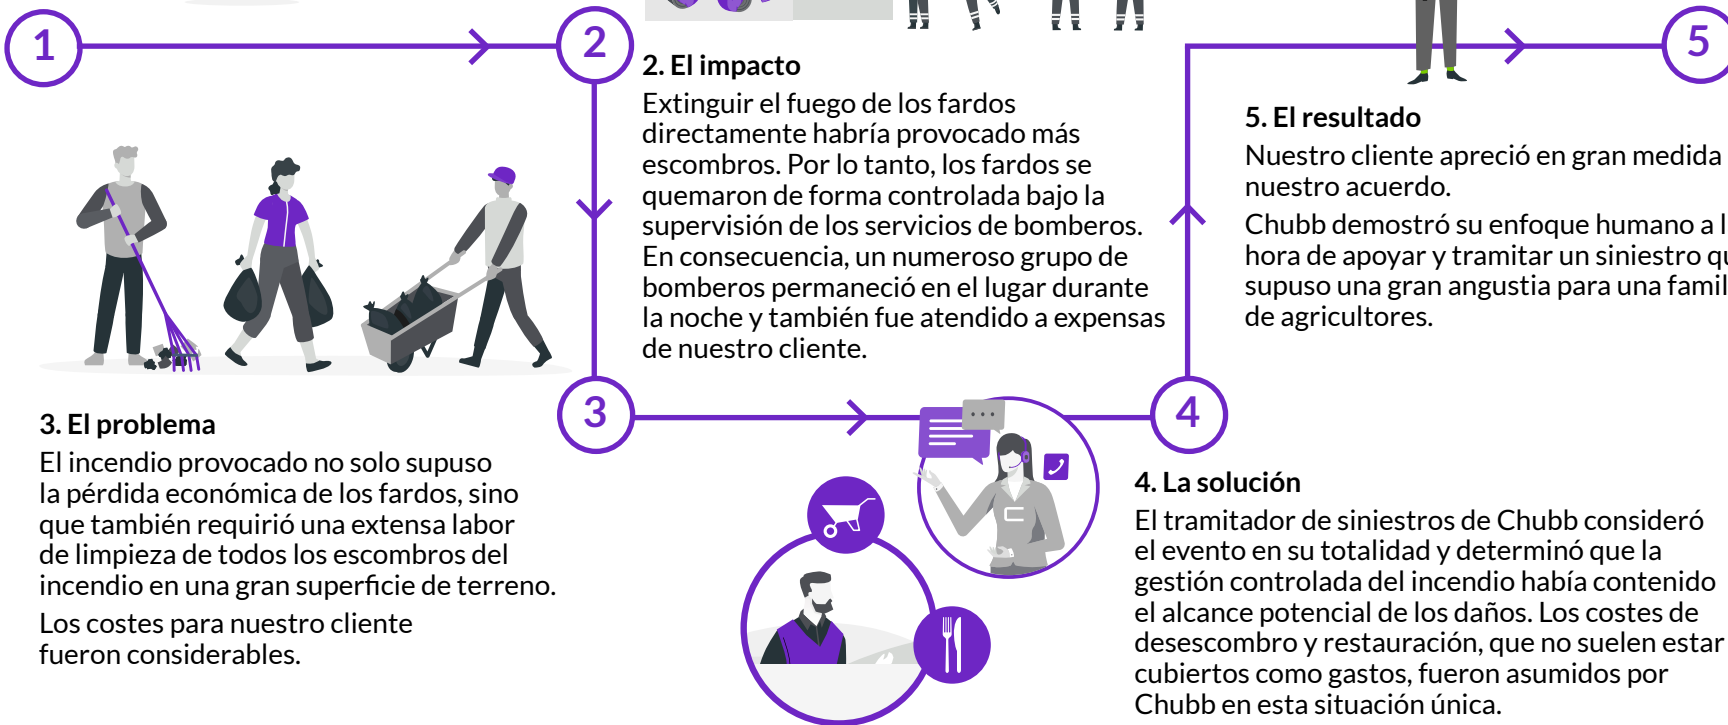 1
2
2. El impacto
Extinguir el fuego de los fardos
directamente habría provocado más
escombros. Por lo tanto, los fardos se
quemaron de forma controlada bajo la
supervisión de los servicios de bomberos.
En consecuencia, un numeroso grupo de
bomberos permaneció en el lugar durante
la noche y también fue atendido a expensas
de nuestro cliente.
3
3. El problema
El incendio provocado no solo supuso
la pérdida económica de los fardos, sino
que también requirió una extensa labor
de limpieza de todos los escombros del
incendio en una gran superficie de terreno.
Los costes para nuestro cliente
fueron considerables.
4
4. La solución
El tramitador de siniestros de Chubb consideró
el evento en su totalidad y determinó que la
gestión controlada del incendio había contenido
el alcance potencial de los daños. Los costes de
desescombro y restauración, que no suelen estar
cubiertos como gastos, fueron asumidos por
Chubb en esta situación única.
5
5. El resultado
Nuestro cliente apreció en gran medida
nuestro acuerdo.
Chubb demostró su enfoque humano a
hora de apoyar y tramitar un siniestro
supuso una gran angustia para una
de agricultores.